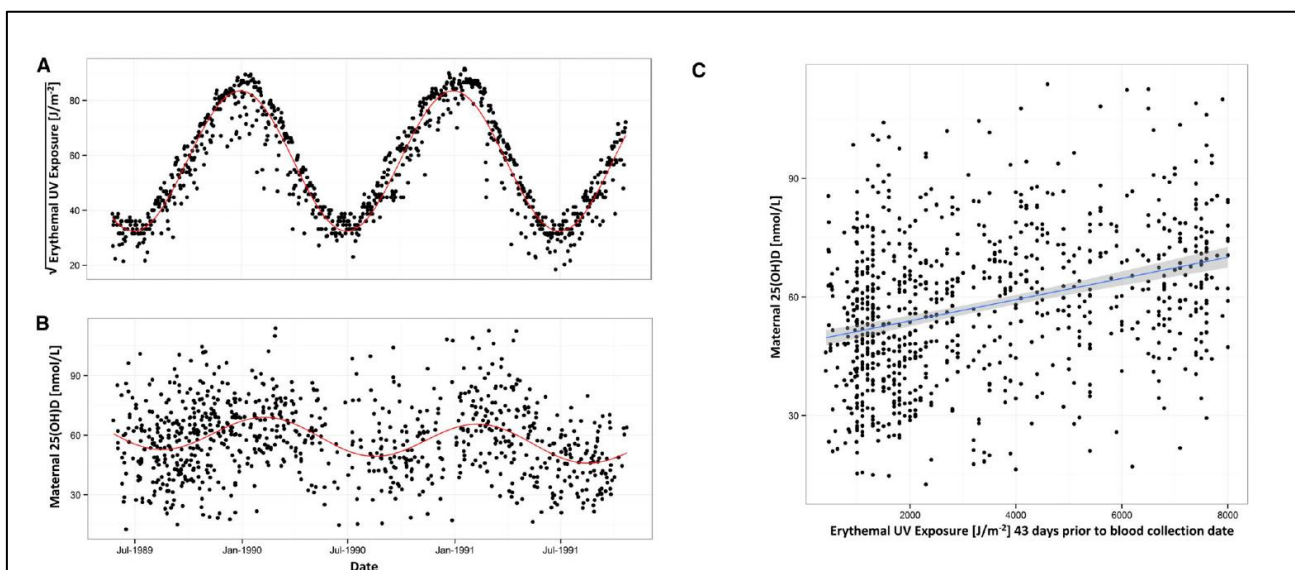 A
√Erythemal UV Exposure [J/m⁻²]
80
60
40
20
B
Maternal 25(OH)D [nmol/L]
90
60
30
Jul-1989
Jan-1990
Jul-1990
Jan-1991
Jul-1991
Date
C
Maternal 25(OH)D [nmol/L]
90
60
30
2000
4000
6000
8000
Erythemal UV Exposure [J/m⁻²] 43 days prior to blood collection date